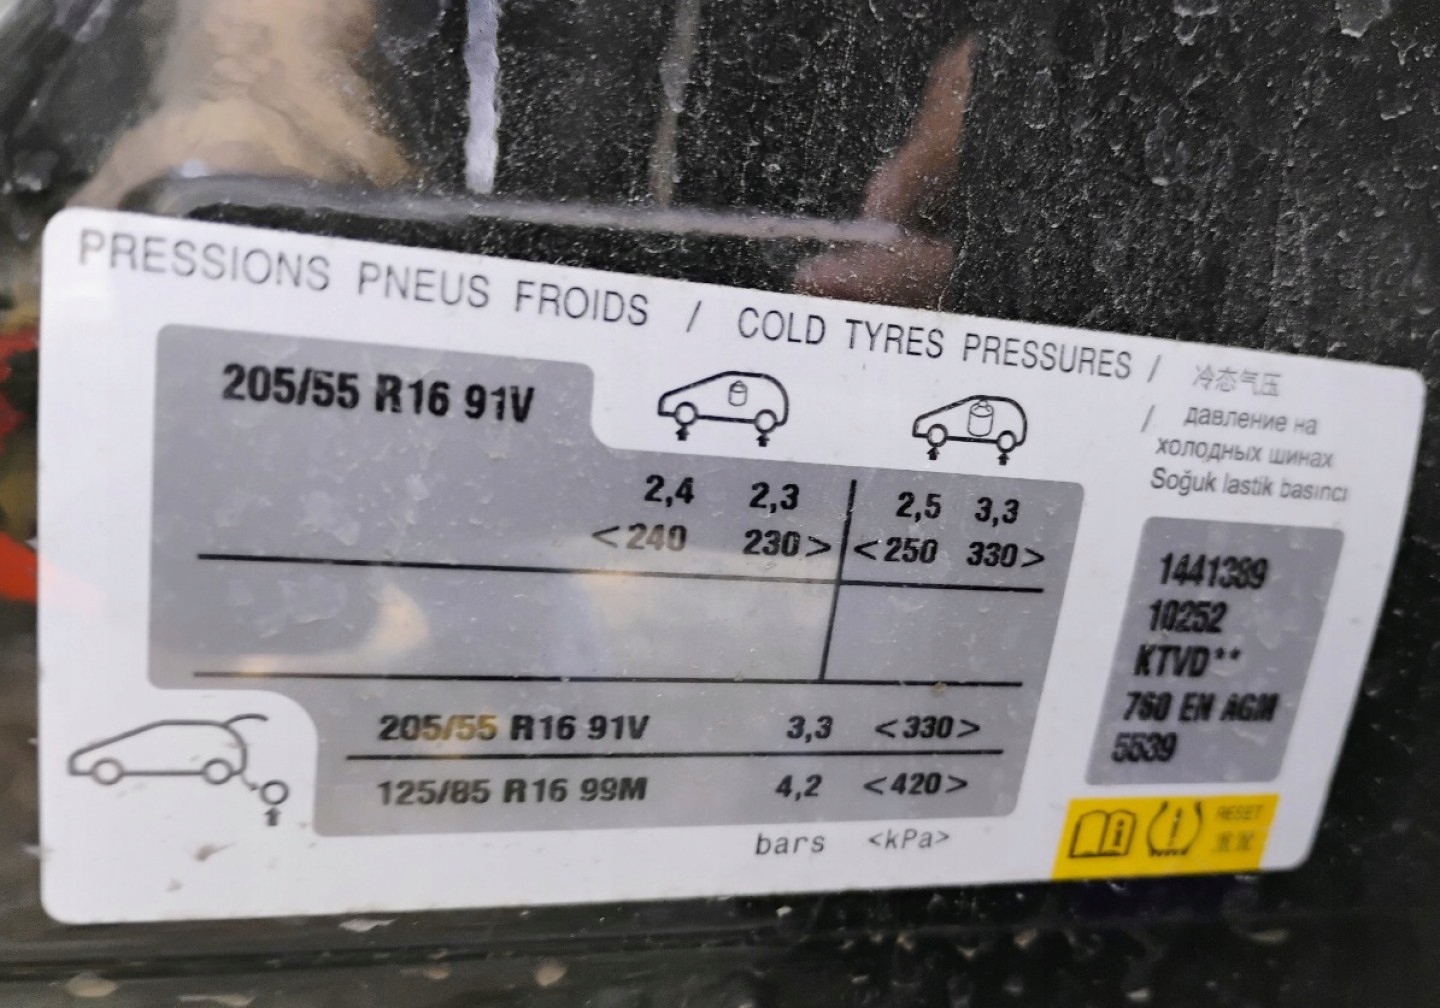 PRESSIONS PNEUS FROIDS / COLD TYRES PRESSURES / 冷态气压
/ давление на
холодных шинах
Soğuk lastik basıncı
205/55 R16 91V
2,4 2,3 2,5 3,3
<240 230> <250 330>
205/55 R16 91V 3,3 <330>
125/85 R16 99M 4,2 <420>
bars <kPa>
1441389
10252
KTVD**
760 EN AGM
5539
RESET